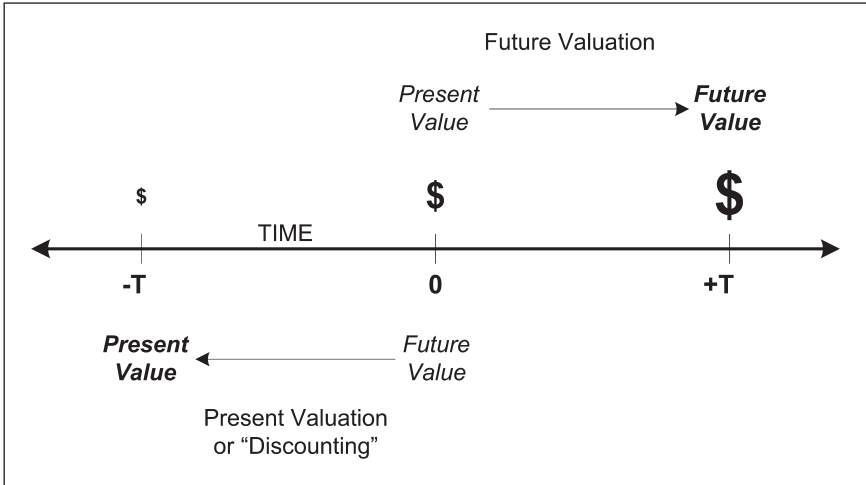 Future Valuation
Present
Value
Future
Value
$
$
$
TIME
-T
0
+T
Present
Value
Future
Value
Present Valuation
or “Discounting”